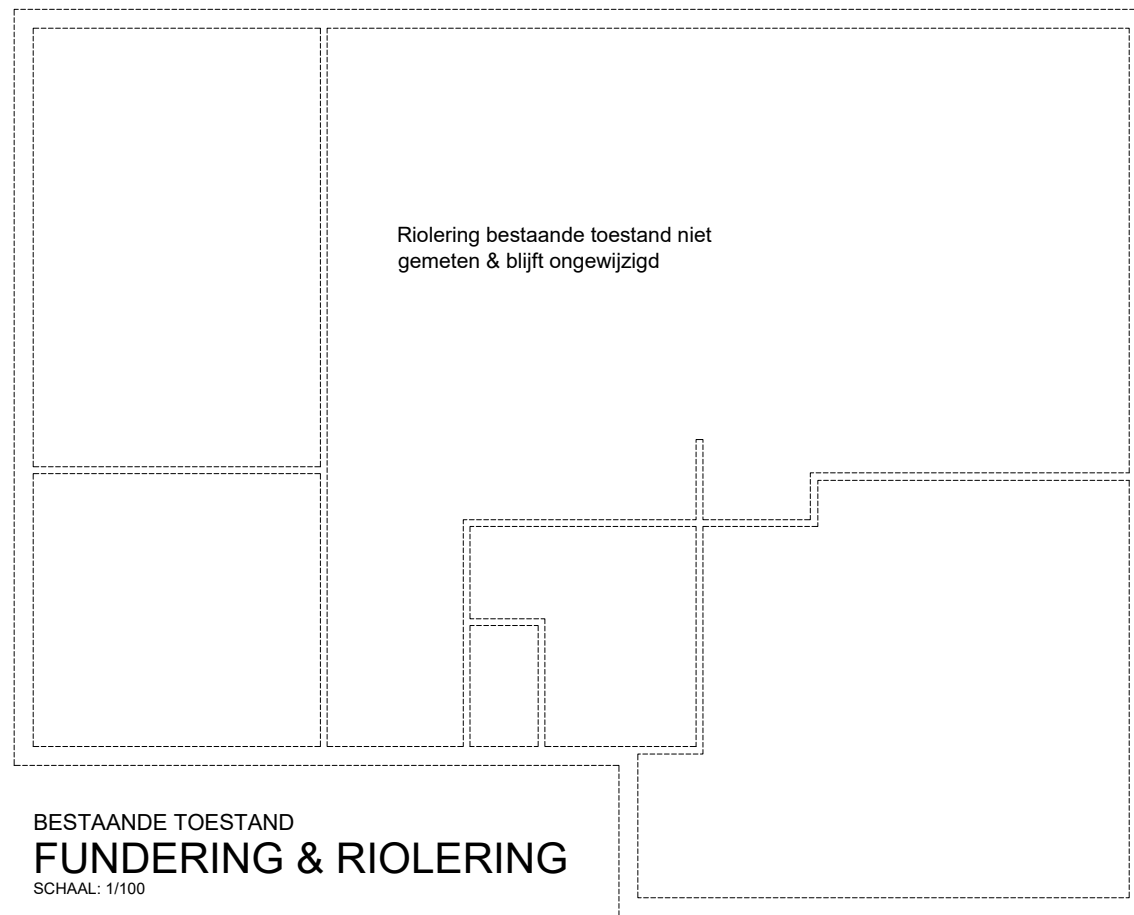 Riolering bestaande toestand niet
gemeten & blijft ongewijzigd
BESTAANDE TOESTAND
FUNDERING & RIOLERING
SCHAAL: 1/100